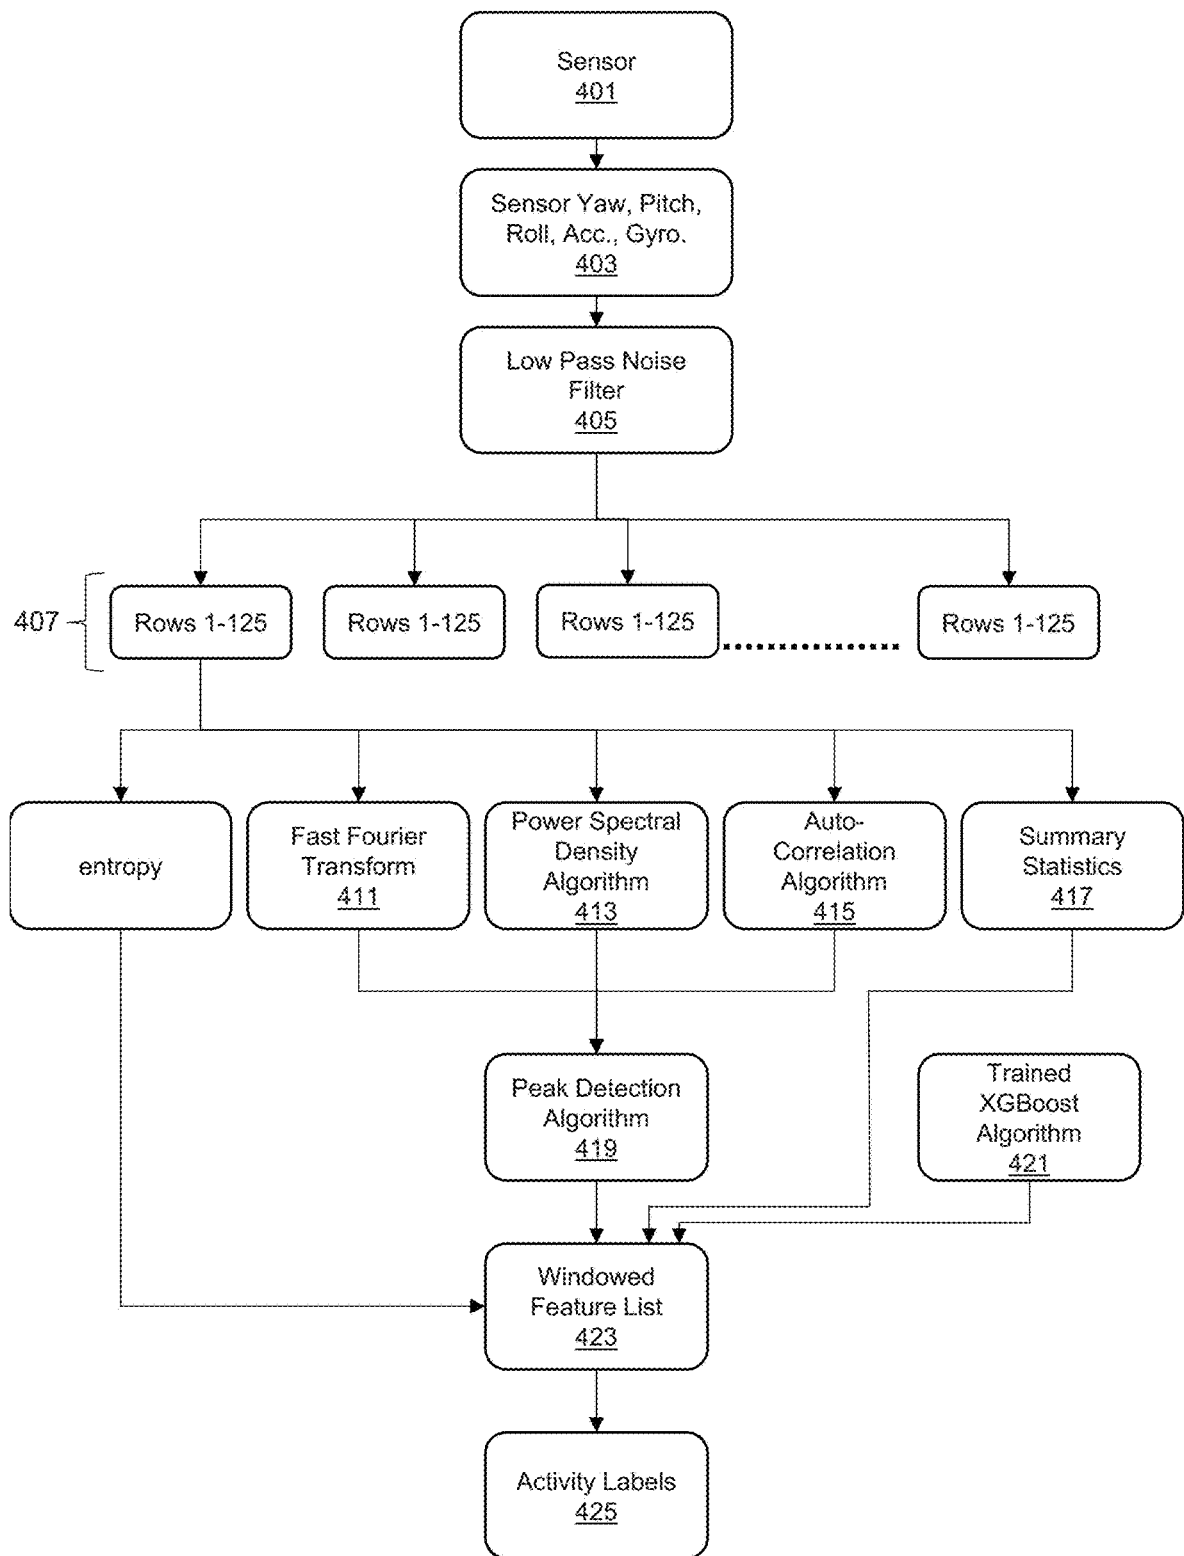 Sensor
401
Sensor Yaw, Pitch,
Roll, Acc., Gyro.
403
Low Pass Noise
Filter
405
407
Rows 1-125
Rows 1-125
Rows 1-125
Rows 1-125
entropy
Fast Fourier
Transform
411
Power Spectral
Density
Algorithm
413
Auto-
Correlation
Algorithm
415
Summary
Statistics
417
Peak Detection
Algorithm
419
Trained
XGBoost
Algorithm
421
Windowed
Feature List
423
Activity Labels
425